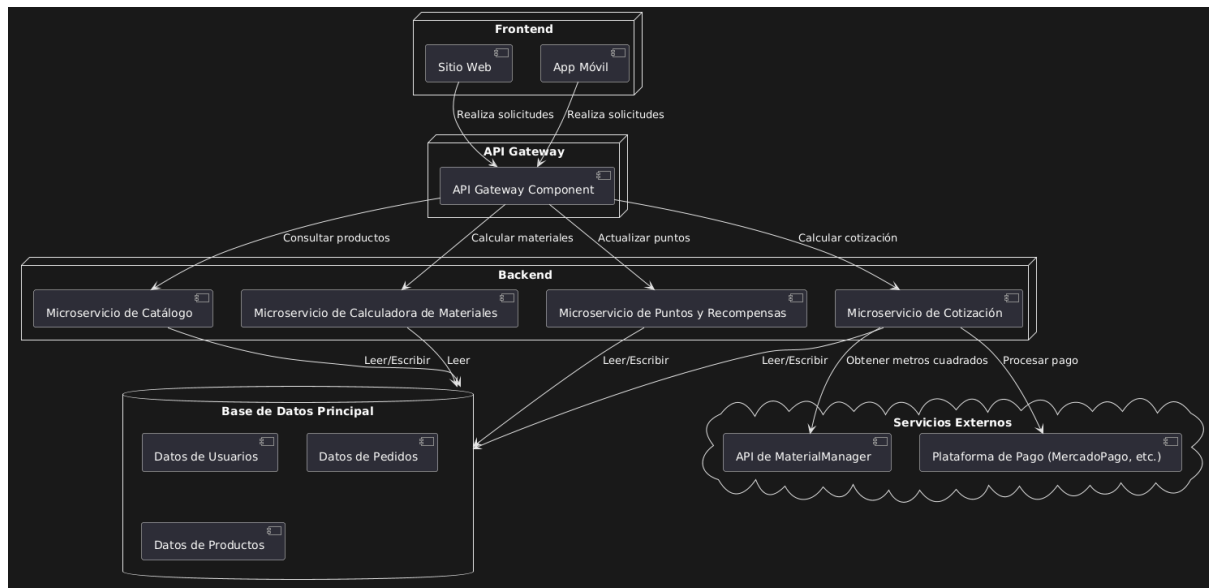 Frontend
Sitio Web
App Móvil
Realiza solicitudes
Realiza solicitudes
API Gateway
API Gateway Component
Consultar productos
Calcular materiales
Actualizar puntos
Calcular cotización
Backend
Microservicio de Catálogo
Microservicio de Calculadora de Materiales
Microservicio de Puntos y Recompensas
Microservicio de Cotización
Leer/Escribir
Leer
Leer/Escribir
Leer/Escribir
Obtener metros cuadrados
Procesar pago
Base de Datos Principal
Datos de Usuarios
Datos de Pedidos
Datos de Productos
Servicios Externos
API de MaterialManager
Plataforma de Pago (MercadoPago, etc.)